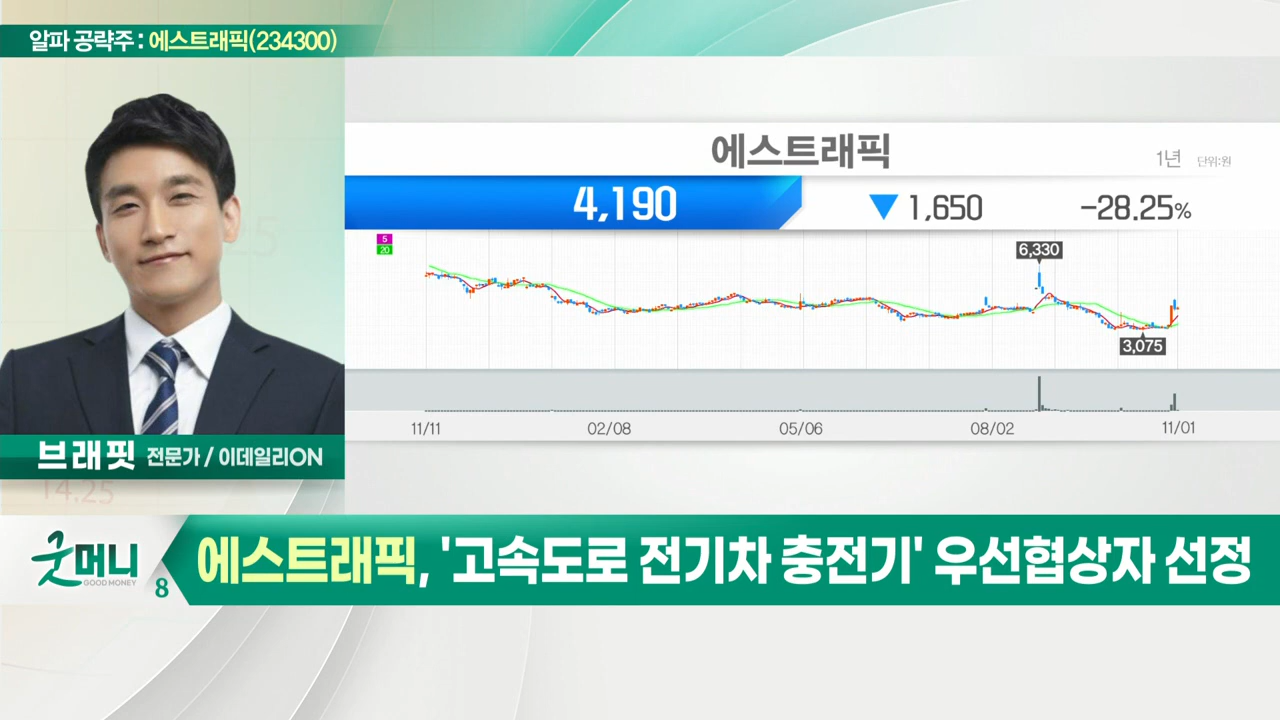 알파 공략주 : 에스트래픽(234300)
에스트래픽
1년 단위:원
4,190 ▼ 1,650 -28.25%
5
20
6,330
3,075
11/11 02/08 05/06 08/02 11/01
브래핏 전문가 / 이데일리ON
14.25
굿머니 GOOD MONEY 8
에스트래픽, '고속도로 전기차 충전기' 우선협상자 선정